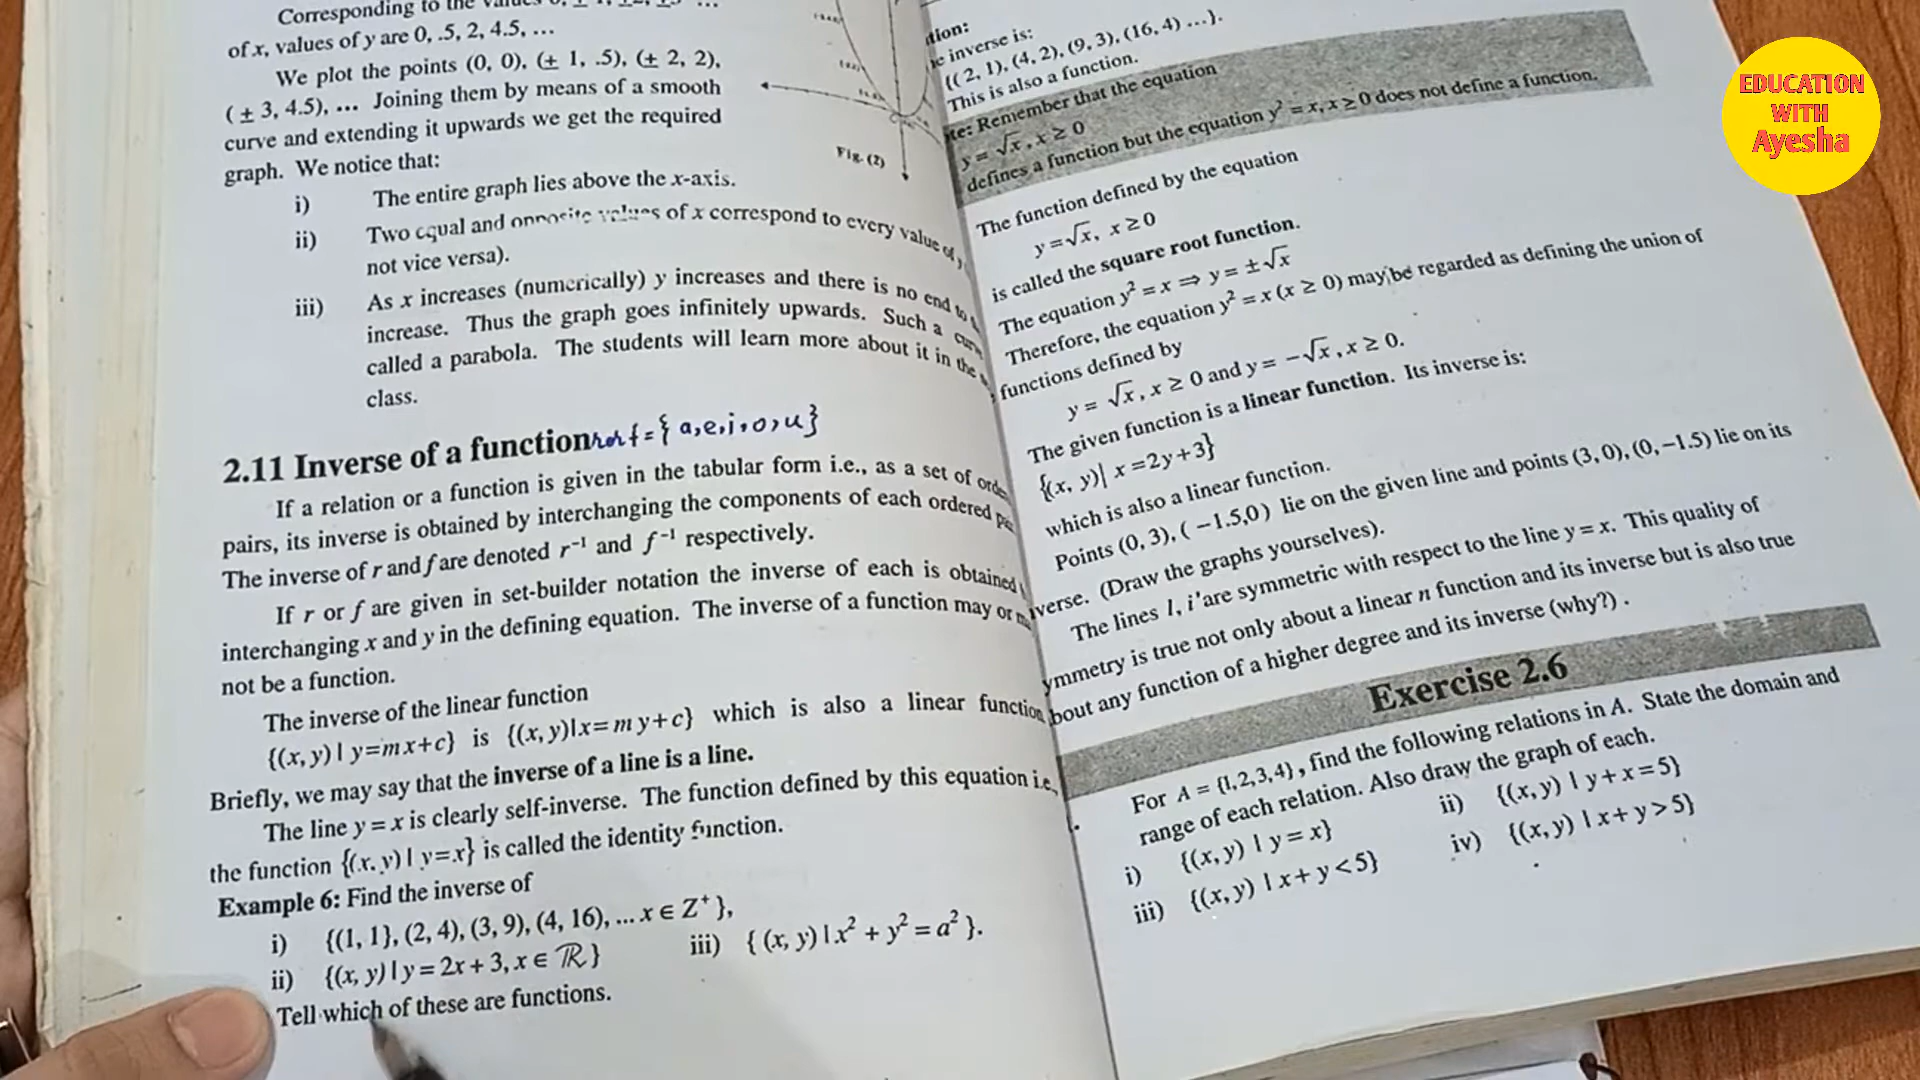 Corresponding to the values
of x, values of y are 0, .5, 2, 4.5, ...
We plot the points (0, 0), (± 1, .5), (± 2, 2),
(± 3, 4.5), ... Joining them by means of a smooth
curve and extending it upwards we get the required
graph. We notice that:
Fig. (2)
i) The entire graph lies above the x-axis.
ii) Two equal and opposite values of x correspond to every value of y
not vice versa).
iii) As x increases (numerically) y increases and there is no end to
increase. Thus the graph goes infinitely upwards. Such a curve
called a parabola. The students will learn more about it in the
class.
2.11 Inverse of a function r or f = { a, e, i, o, u }
If a relation or a function is given in the tabular form i.e., as a set of
pairs, its inverse is obtained by interchanging the components of each ordered
The inverse of r and f are denoted r⁻¹ and f⁻¹ respectively.
If r or f are given in set-builder notation the inverse of each is obtained
interchanging x and y in the defining equation. The inverse of a function may or
not be a function.
The inverse of the linear function
{(x, y) | y=mx+c} is {(x, y)|x= m y+c} which is also a linear function
Briefly, we may say that the inverse of a line is a line.
The line y = x is clearly self-inverse. The function defined by this equation i.e.,
the function {(x, y) | y=x} is called the identity function.
Example 6: Find the inverse of
i) {(1, 1}, (2, 4), (3, 9), (4, 16), ... x ∈ Z⁺},
ii) {(x, y) | y = 2x + 3, x ∈ ℝ} iii) { (x, y) | x² + y² = a² }.
Tell which of these are functions.
tion:
inverse is:
{(2, 1), (4, 2), (9, 3), (16, 4) ...}.
This is also a function.
te: Remember that the equation
y = √x , x ≥ 0
defines a function but the equation y² = x, x ≥ 0 does not define a function.
The function defined by the equation
y = √x, x ≥ 0
is called the square root function.
The equation y² = x ⇒ y = ± √x
Therefore, the equation y² = x (x ≥ 0) may be regarded as defining the union of
functions defined by
y = √x , x ≥ 0 and y = −√x , x ≥ 0.
The given function is a linear function. Its inverse is:
{(x, y)| x =2y+3}
which is also a linear function.
Points (0, 3), ( −1.5,0 ) lie on the given line and points (3, 0), (0, −1.5) lie on its
verse. (Draw the graphs yourselves).
The lines l, i' are symmetric with respect to the line y = x. This quality of
ymmetry is true not only about a linear n function and its inverse but is also true
bout any function of a higher degree and its inverse (why?) .
Exercise 2.6
For A = {1,2,3,4} , find the following relations in A. State the domain and
range of each relation. Also draw the graph of each.
i) {(x, y) | y = x} ii) {(x, y) | y + x = 5}
iii) {(x, y) | x + y < 5} iv) {(x, y) | x + y > 5}
EDUCATION
WITH
Ayesha